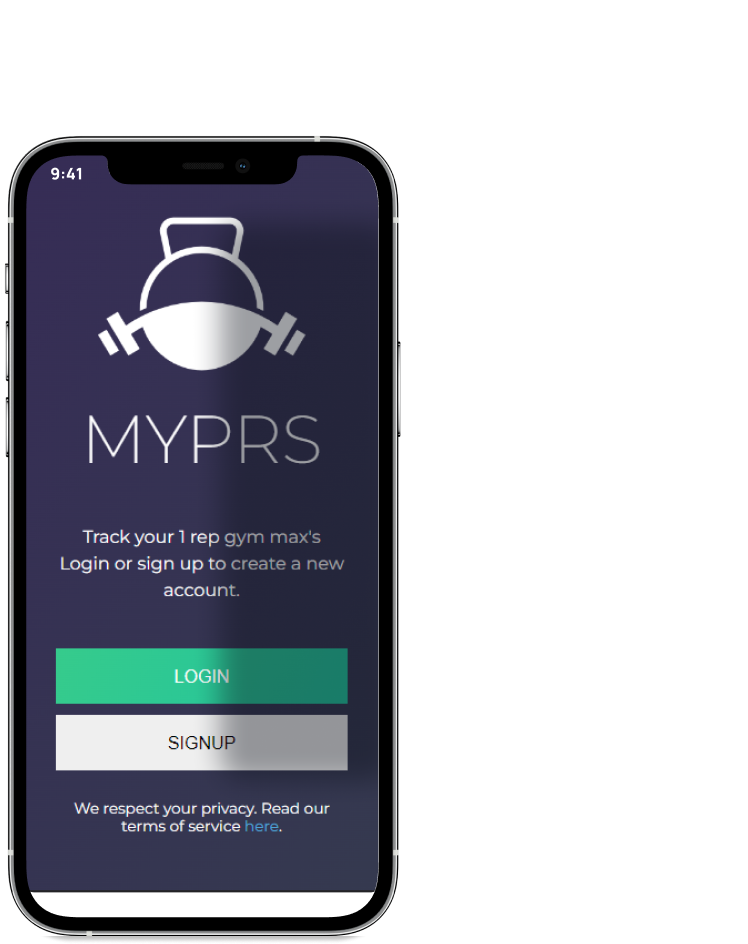 9:41
MYPRS
Track your 1 rep gym max's
Login or sign up to create a new
account.
LOGIN
SIGNUP
We respect your privacy. Read our
terms of service here.